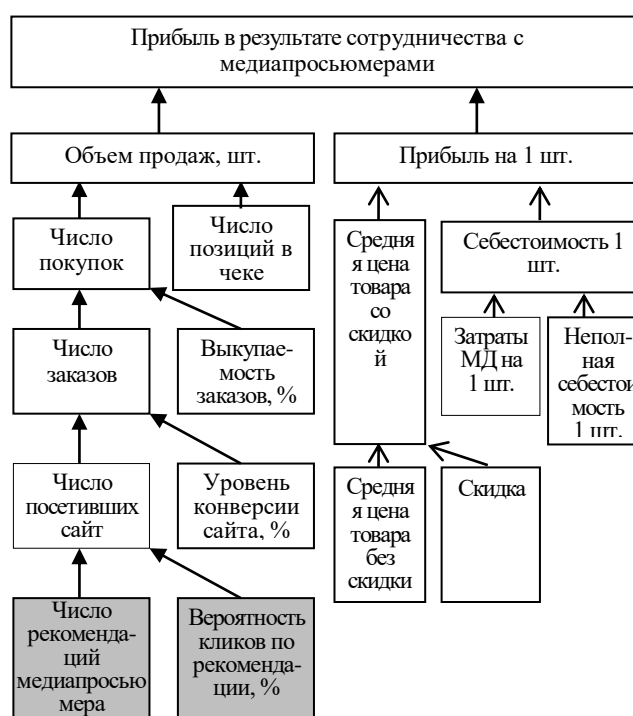 Прибыль в результате сотрудничества с
медиапросьюмерами
Объем продаж, шт.
Прибыль на 1 шт.
Число
покупок
Число
позиций в
чеке
Средня
я цена
товара
со
скидко
й
Себестоимость 1
шт.
Число
заказов
Выкупае-
мость
заказов, %
Затраты
МД на
1 шт.
Непол-
ная
себестои
мость
1 шт.
Число
посетивших
сайт
Уровень
конверсии
сайта, %
Средня
я цена
товара
без
скидки
Скидка
Число
рекоменда-
ций
медиапросью
мера
Вероятность
кликов по
рекоменда-
ции, %